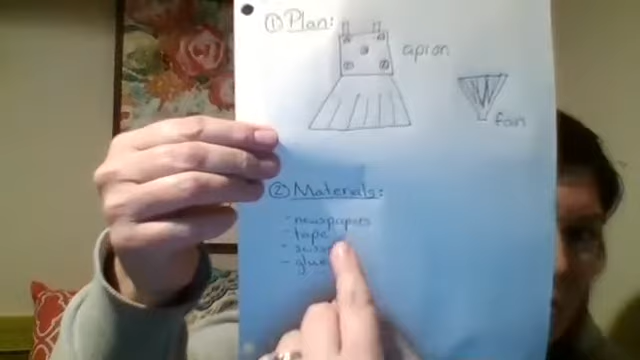 ① Plan:
apron
fan
② Materials:
- newspapers
- tape
- glue